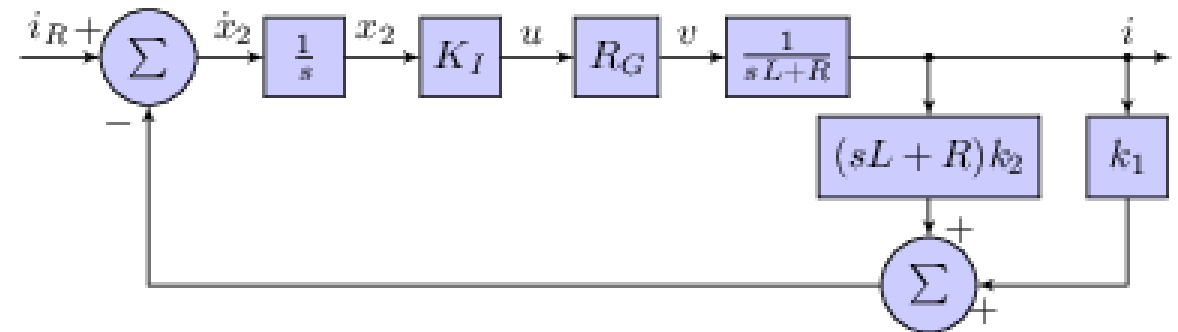 i_R + ẋ_2 1/s x_2 K_I u R_G v 1/(sL+R) i
−
(sL + R)k_2 k_1
+
Σ
Σ
+